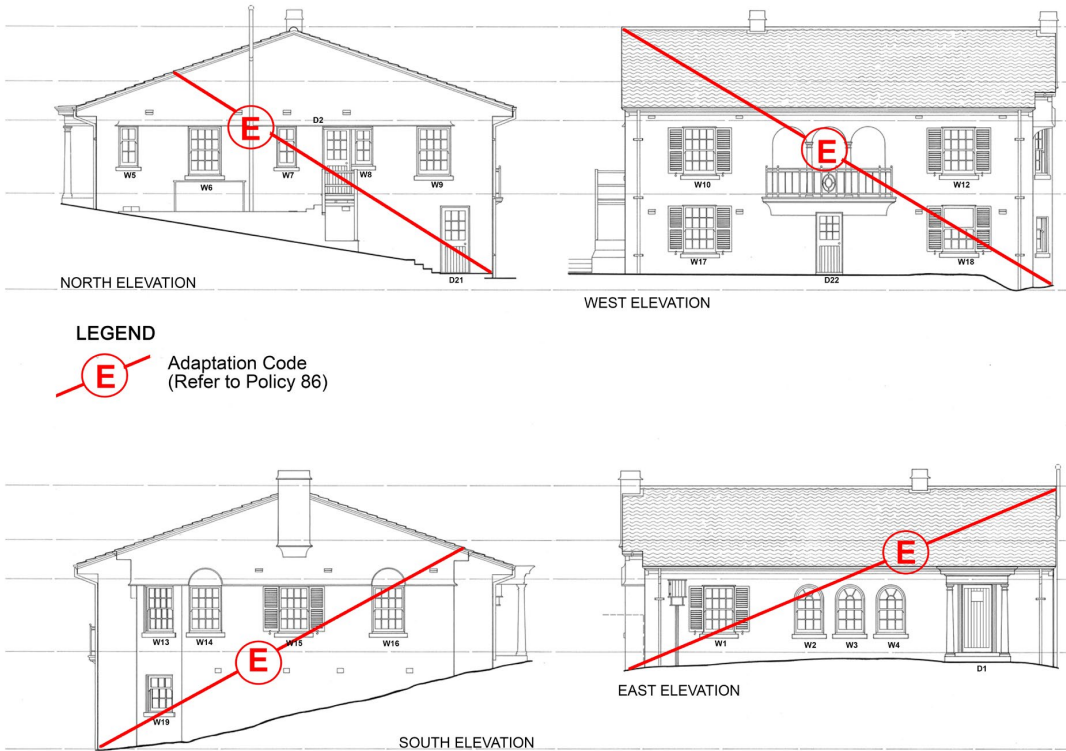 E
D2
W5
W6
W7
W8
W9
D21
NORTH ELEVATION
E
W10
W12
W17
W18
D22
WEST ELEVATION
LEGEND
E
Adaptation Code
(Refer to Policy 86)
E
W13
W14
W15
W16
W19
SOUTH ELEVATION
E
W1
W2
W3
W4
D1
EAST ELEVATION